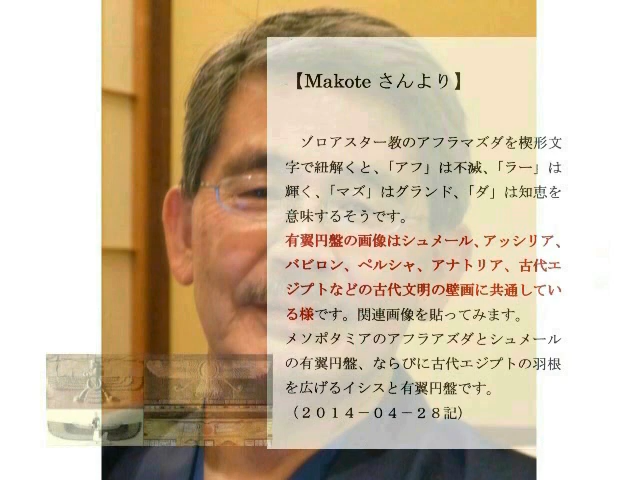 【Makote さんより】
ゾロアスター教のアフラマズダを楔形文
字で紐解くと、「アフ」は不滅、「ラー」は
輝く、「マズ」はグランド、「ダ」は知恵を
意味するそうです。
有翼円盤の画像はシュメール、アッシリア、
バビロン、ペルシャ、アナトリア、古代エ
ジプトなどの古代文明の壁画に共通してい
る様です。関連画像を貼ってみます。
メソポタミアのアフラアズダとシュメール
の有翼円盤、ならびに古代エジプトの羽根
を広げるイシスと有翼円盤です。
（２０１４－０４－２８記）